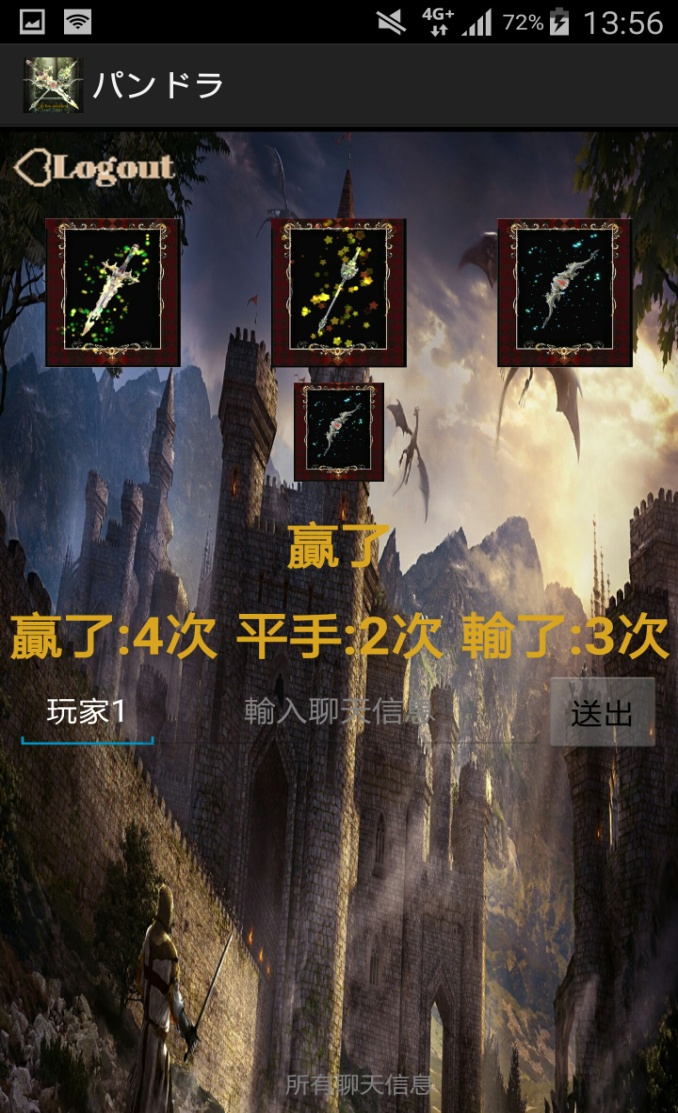 4G+ 72% 13:56
パンドラ
Logout
贏了
贏了:4次 平手:2次 輸了:3次
玩家1 輸入聊天信息 送出
所有聊天信息